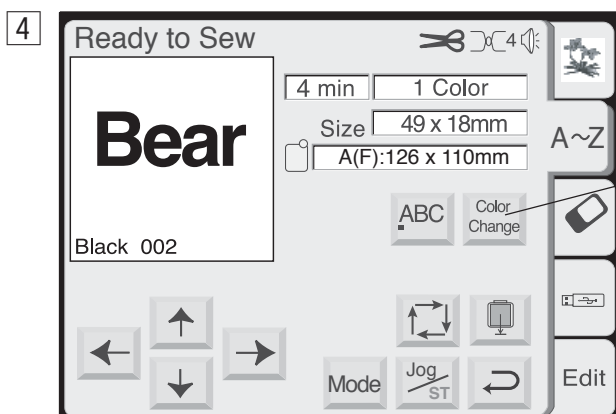 4
Ready to Sew
4
4 min
1 Color
Size
49 x 18mm
A(F):126 x 110mm
Bear
Black 002
ABC
Color
Change
A~Z
Mode
Jog
ST
Edit